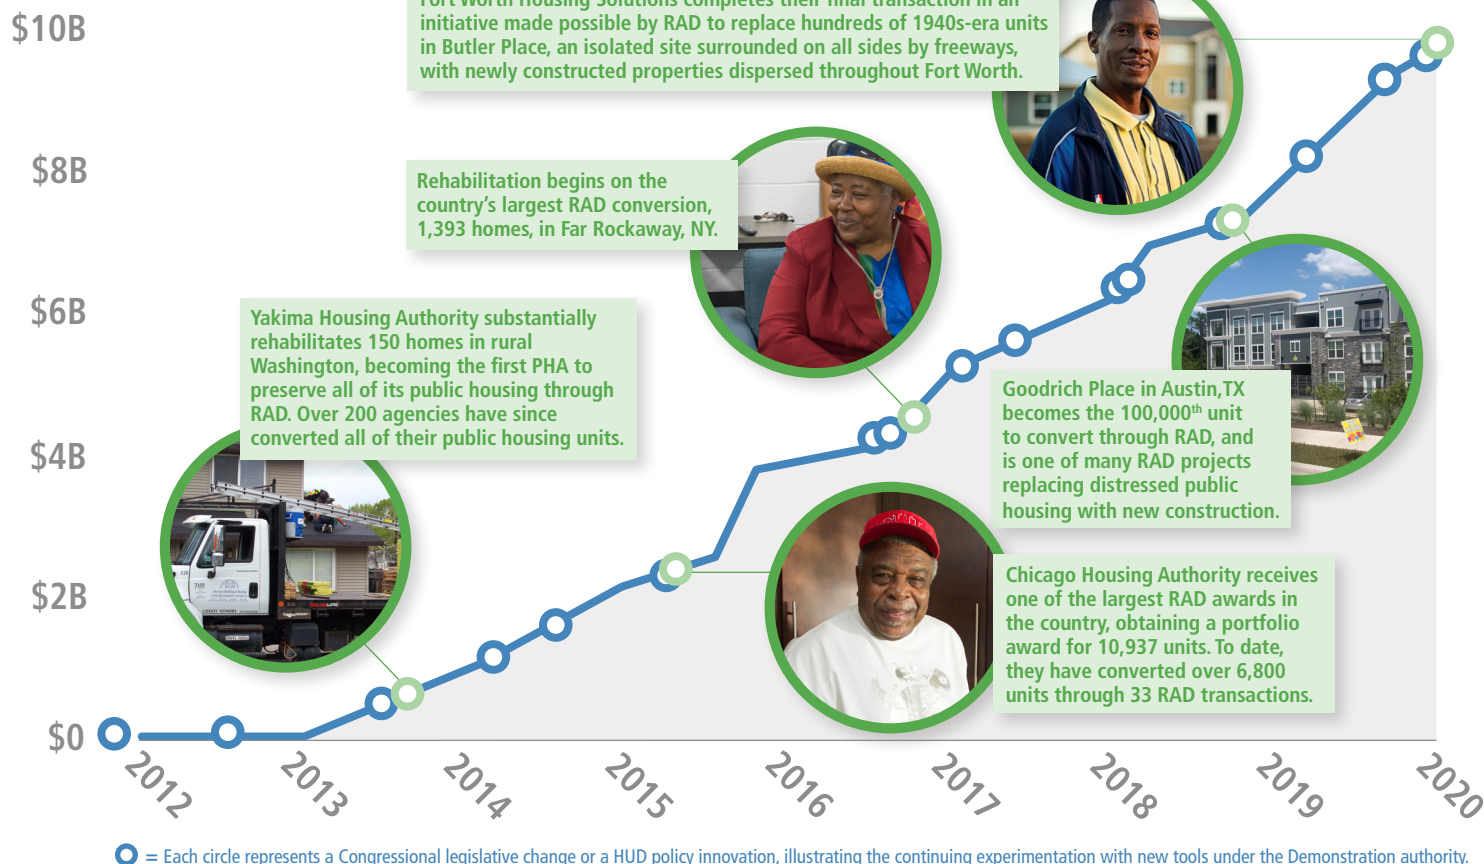 $10B
Fort Worth Housing Solutions completes their final transaction in an
initiative made possible by RAD to replace hundreds of 1940s-era units
in Butler Place, an isolated site surrounded on all sides by freeways,
with newly constructed properties dispersed throughout Fort Worth.
$8B
Rehabilitation begins on the
country's largest RAD conversion,
1,393 homes, in Far Rockaway, NY.
$6B
Yakima Housing Authority substantially
rehabilitates 150 homes in rural
Washington, becoming the first PHA to
preserve all of its public housing through
RAD. Over 200 agencies have since
converted all of their public housing units.
Goodrich Place in Austin,TX
becomes the 100,000th unit
to convert through RAD, and
is one of many RAD projects
replacing distressed public
housing with new construction.
$4B
Chicago Housing Authority receives
one of the largest RAD awards in
the country, obtaining a portfolio
award for 10,937 units. To date,
they have converted over 6,800
units through 33 RAD transactions.
$2B
$0
2012
2013
2014
2015
2016
2017
2018
2019
2020
= Each circle represents a Congressional legislative change or a HUD policy innovation, illustrating the continuing experimentation with new tools under the Demonstration authority.